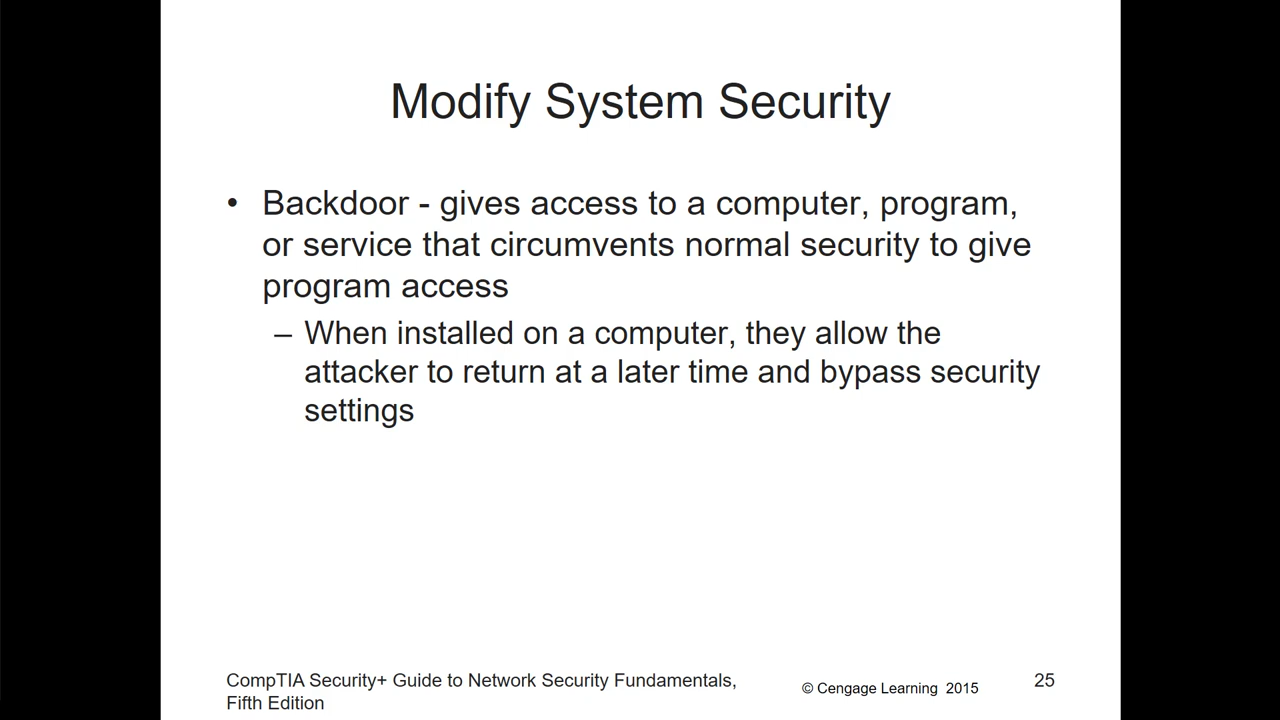 Modify System Security
• Backdoor - gives access to a computer, program,
or service that circumvents normal security to give
program access
– When installed on a computer, they allow the
attacker to return at a later time and bypass security
settings
CompTIA Security+ Guide to Network Security Fundamentals,
Fifth Edition
© Cengage Learning 2015
25